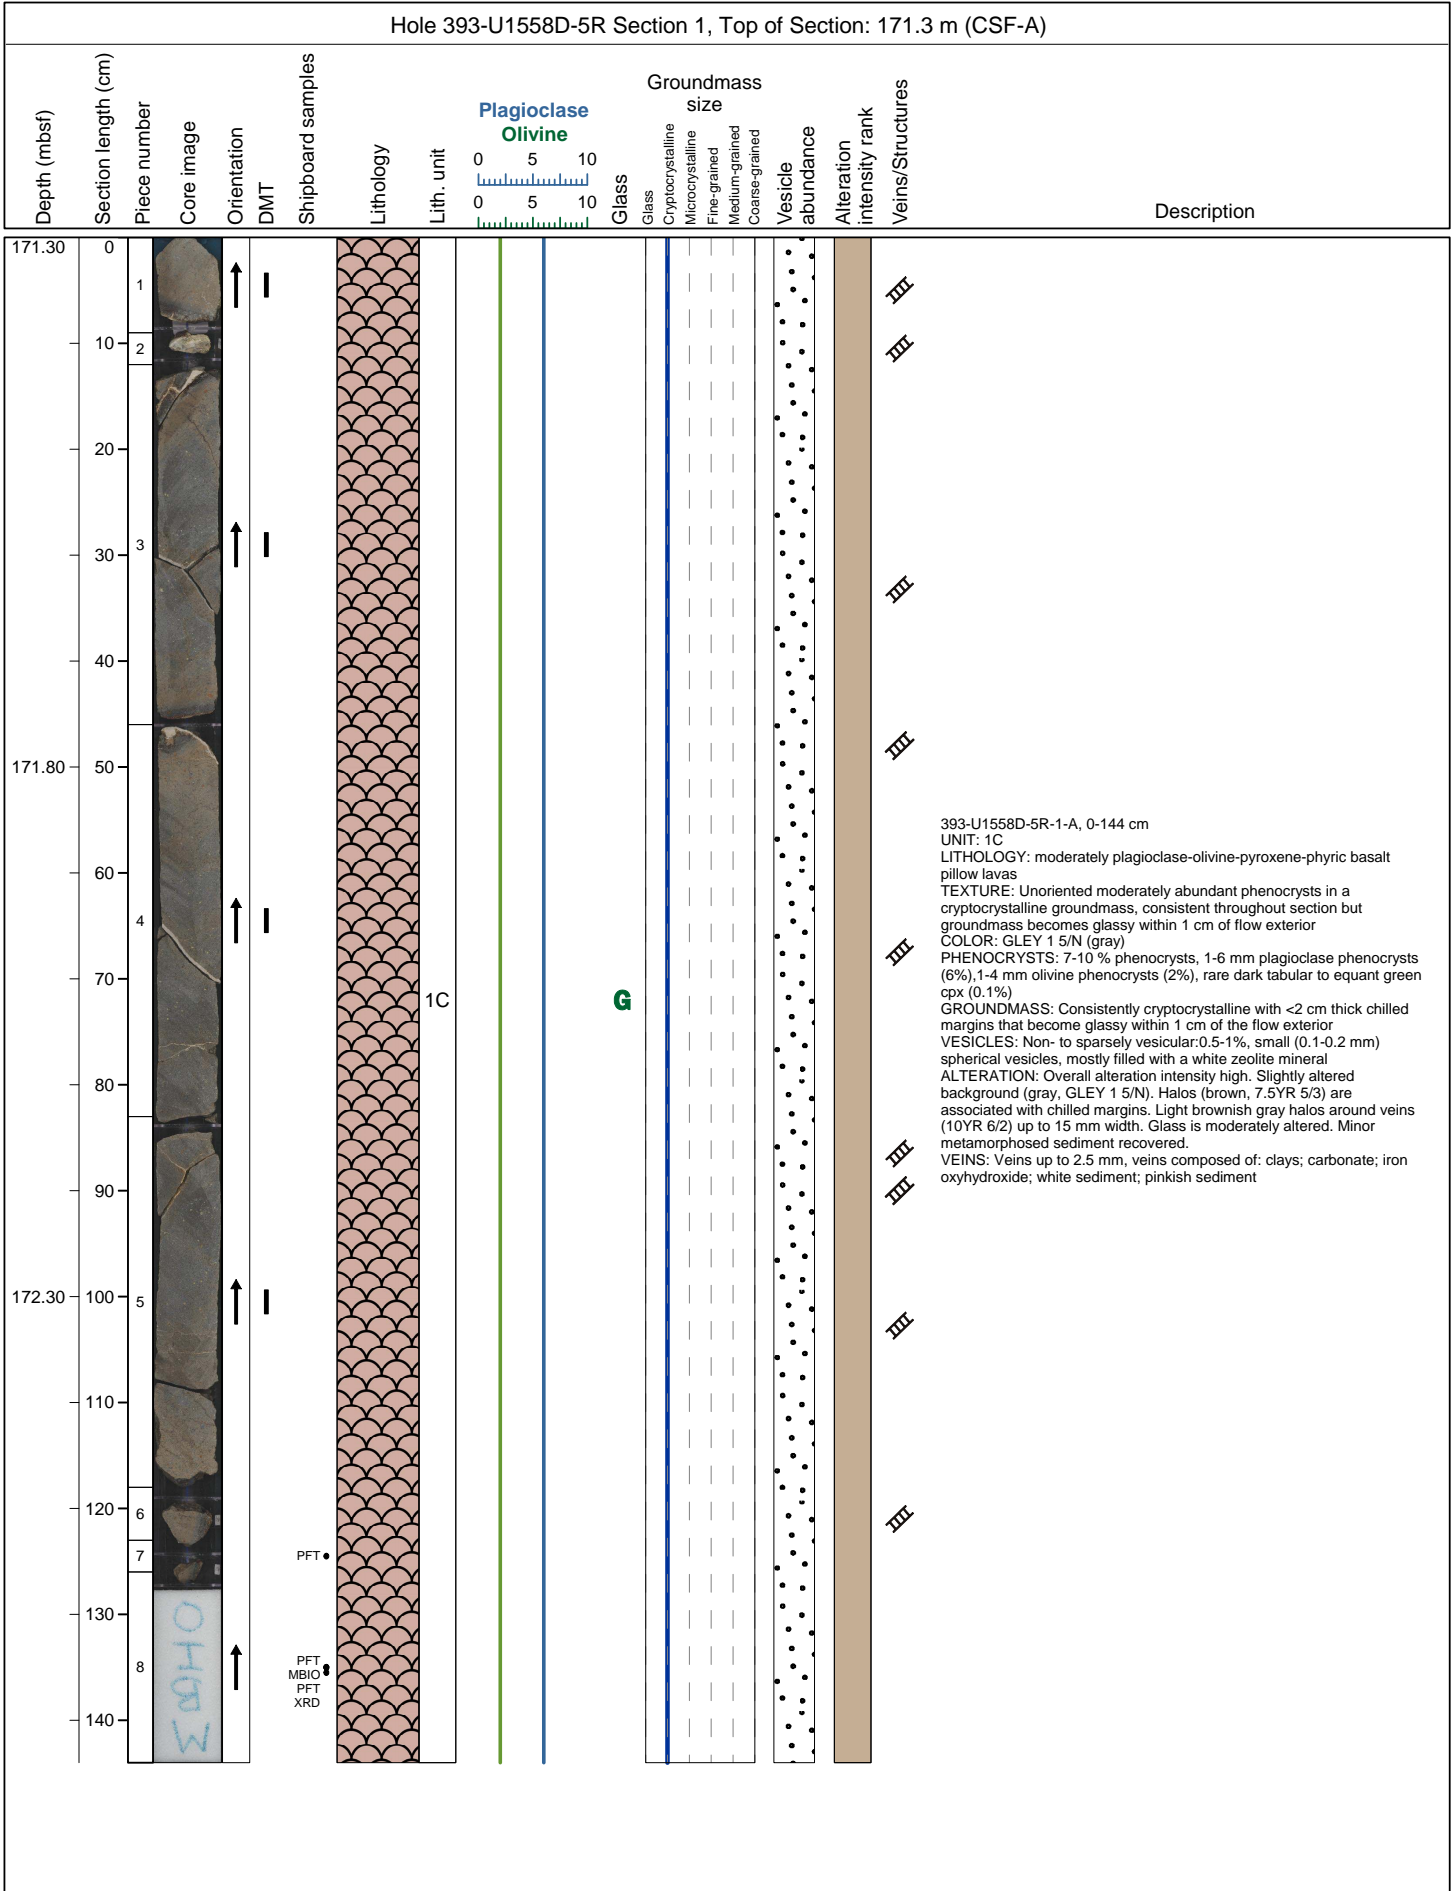 Hole 393-U1558D-5R Section 1, Top of Section: 171.3 m (CSF-A)
Depth (mbsf)
Section length (cm)
Piece number
Core image
Orientation
DMT
Shipboard samples
Lithology
Lith. unit
Plagioclase
Olivine
0 5 10
0 5 10
Glass
Groundmass
size
Glass
Cryptocrystalline
Microcrystalline
Fine-grained
Medium-grained
Coarse-grained
Vesicle
abundance
Alteration
intensity rank
Veins/Structures
Description
171.30
171.80
172.30
0
10
20
30
40
50
60
70
80
90
100
110
120
130
140
1
2
3
4
5
6
7
8
OHBM
PFT
PFT
MBIO
PFT
XRD
1C
G
393-U1558D-5R-1-A, 0-144 cm
UNIT: 1C
LITHOLOGY: moderately plagioclase-olivine-pyroxene-phyric basalt
pillow lavas
TEXTURE: Unoriented moderately abundant phenocrysts in a
cryptocrystalline groundmass, consistent throughout section but
groundmass becomes glassy within 1 cm of flow exterior
COLOR: GLEY 1 5/N (gray)
PHENOCRYSTS: 7-10 % phenocrysts, 1-6 mm plagioclase phenocrysts
(6%),1-4 mm olivine phenocrysts (2%), rare dark tabular to equant green
cpx (0.1%)
GROUNDMASS: Consistently cryptocrystalline with <2 cm thick chilled
margins that become glassy within 1 cm of the flow exterior
VESICLES: Non- to sparsely vesicular:0.5-1%, small (0.1-0.2 mm)
spherical vesicles, mostly filled with a white zeolite mineral
ALTERATION: Overall alteration intensity high. Slightly altered
background (gray, GLEY 1 5/N). Halos (brown, 7.5YR 5/3) are
associated with chilled margins. Light brownish gray halos around veins
(10YR 6/2) up to 15 mm width. Glass is moderately altered. Minor
metamorphosed sediment recovered.
VEINS: Veins up to 2.5 mm, veins composed of: clays; carbonate; iron
oxyhydroxide; white sediment; pinkish sediment